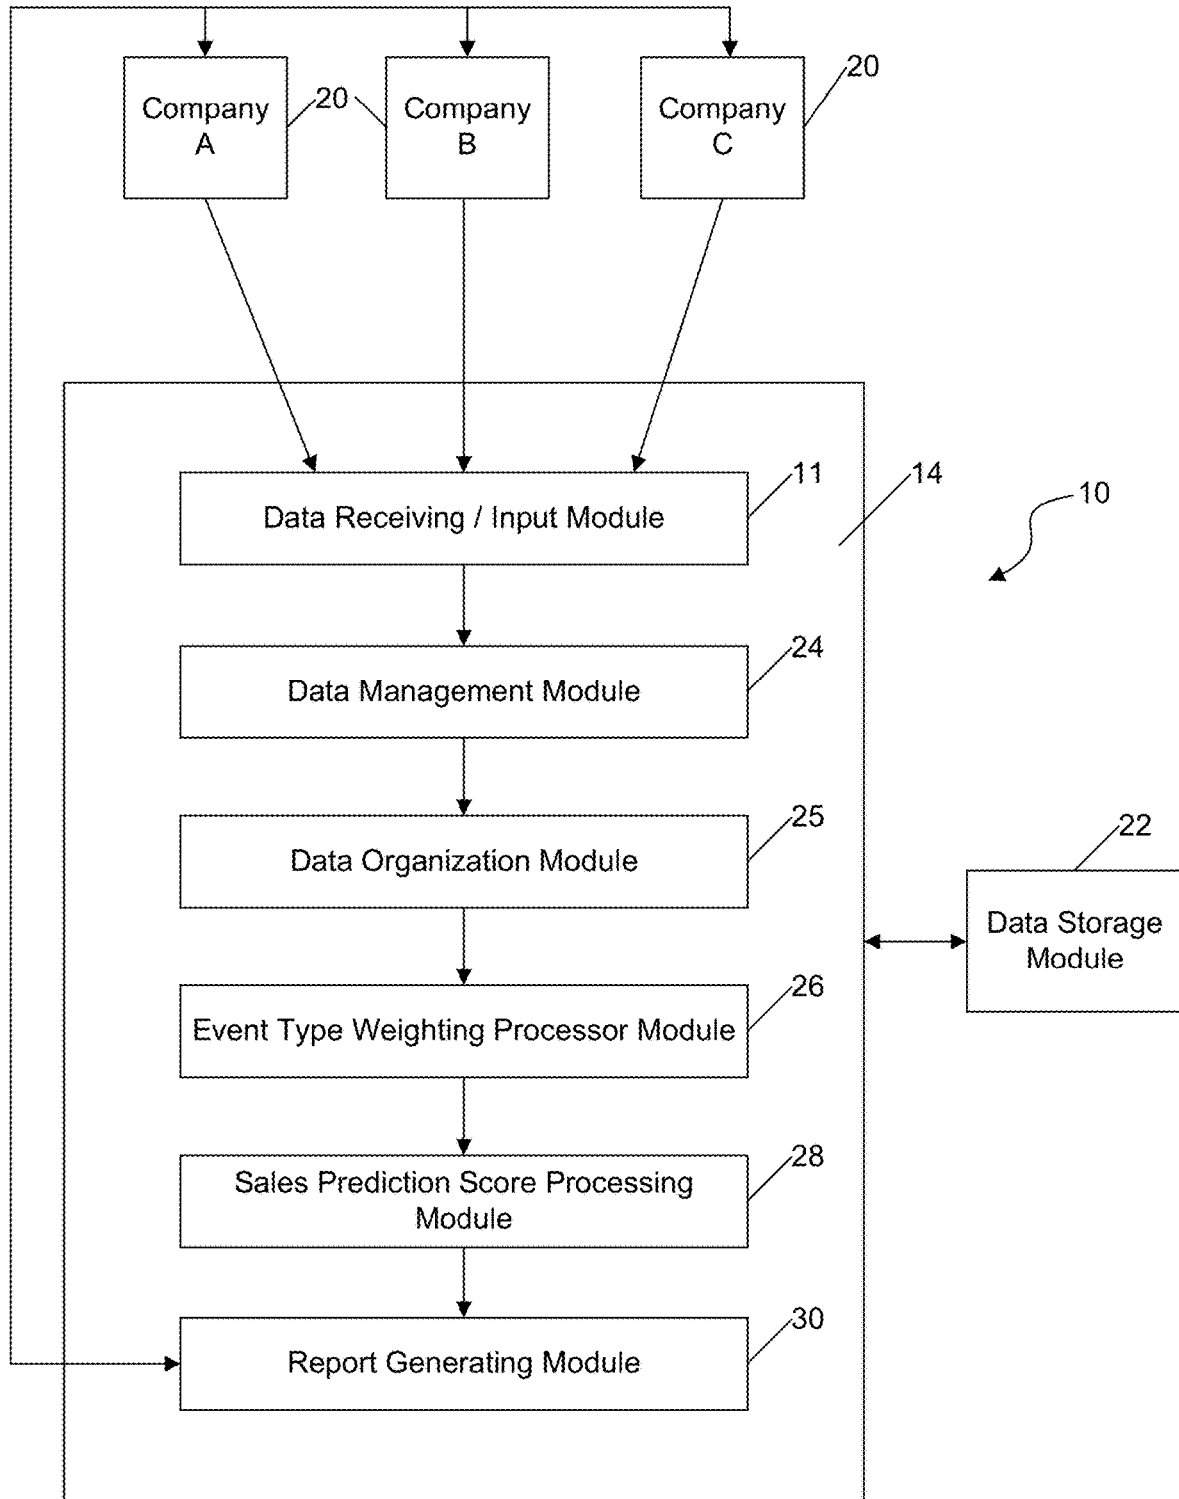 Company
A
20
Company
B
Company
C
20
11
14
10
Data Receiving / Input Module
24
Data Management Module
25
Data Organization Module
22
Data Storage
Module
26
Event Type Weighting Processor Module
28
Sales Prediction Score Processing
Module
30
Report Generating Module